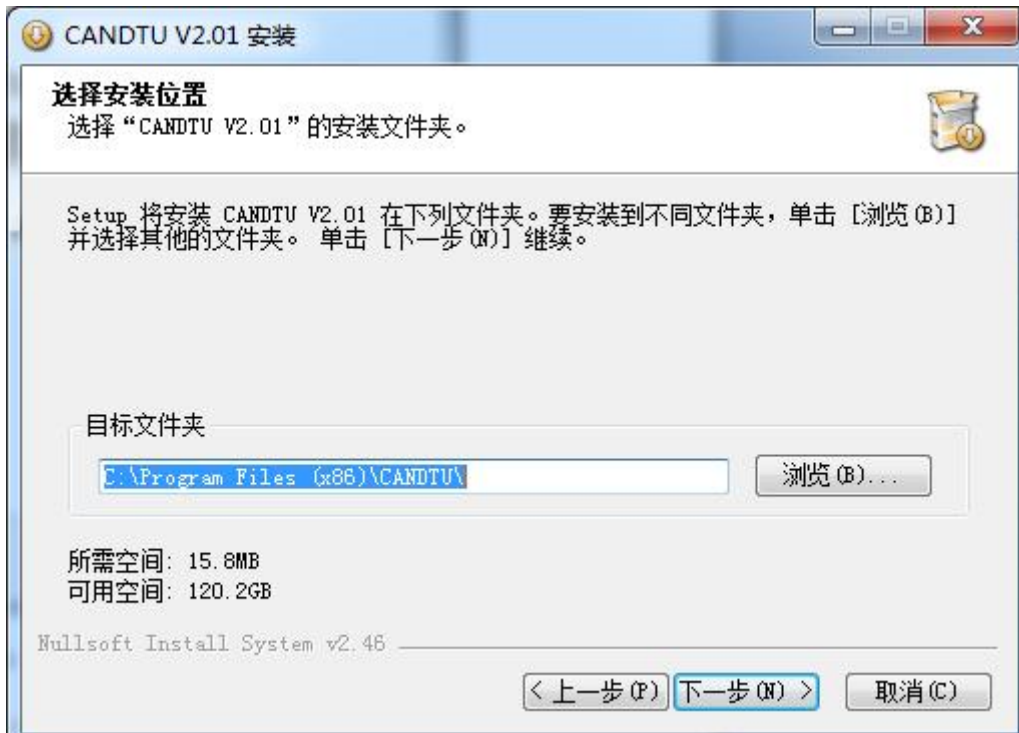 CANDTU V2.01 安装
选择安装位置
选择“CANDTU V2.01”的安装文件夹。
Setup 将安装 CANDTU V2.01 在下列文件夹。要安装到不同文件夹，单击 [浏览(B)]
并选择其他的文件夹。 单击 [下一步(N)] 继续。
目标文件夹
C:\Program Files (x86)\CANDTU\
浏览(B)...
所需空间: 15.8MB
可用空间: 120.2GB
Nullsoft Install System v2.46
< 上一步(P) 下一步(N) > 取消(C)